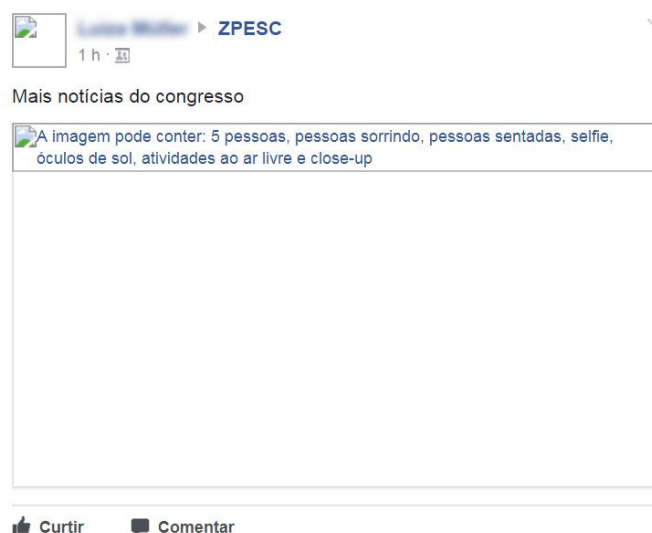 ZPESC
1 h ·
Mais notícias do congresso
A imagem pode conter: 5 pessoas, pessoas sorrindo, pessoas sentadas, selfie,
óculos de sol, atividades ao ar livre e close-up
Curtir Comentar